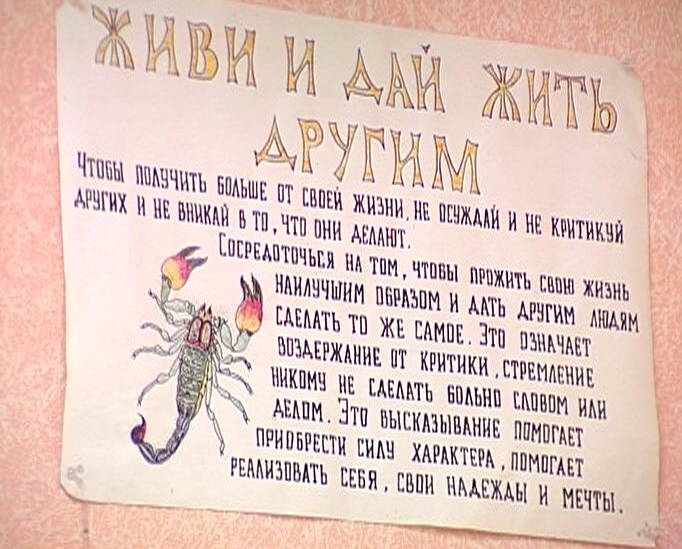 ЖИВИ И ДАЙ ЖИТЬ
ДРУГИМ
ЧТОБЫ ПОЛУЧИТЬ БОЛЬШЕ ОТ СВОЕЙ ЖИЗНИ, НЕ ОСУЖДАЙ И НЕ КРИТИКУЙ
ДРУГИХ И НЕ ВНИКАЙ В ТО, ЧТО ОНИ ДЕЛАЮТ.
СОСРЕДОТОЧЬСЯ НА ТОМ, ЧТОБЫ ПРОЖИТЬ СВОЮ ЖИЗНЬ
НАИЛУЧШИМ ОБРАЗОМ И ДАТЬ ДРУГИМ ЛЮДЯМ
СДЕЛАТЬ ТО ЖЕ САМОЕ. ЭТО ОЗНАЧАЕТ
ВОЗДЕРЖАНИЕ ОТ КРИТИКИ, СТРЕМЛЕНИЕ
НИКОМУ НЕ СДЕЛАТЬ БОЛЬНО СЛОВОМ ИЛИ
ДЕЛОМ. ЭТО ВЫСКАЗЫВАНИЕ ПОМОГАЕТ
ПРИОБРЕСТИ СИЛУ ХАРАКТЕРА, ПОМОГАЕТ
РЕАЛИЗОВАТЬ СЕБЯ, СВОИ НАДЕЖДЫ И МЕЧТЫ.